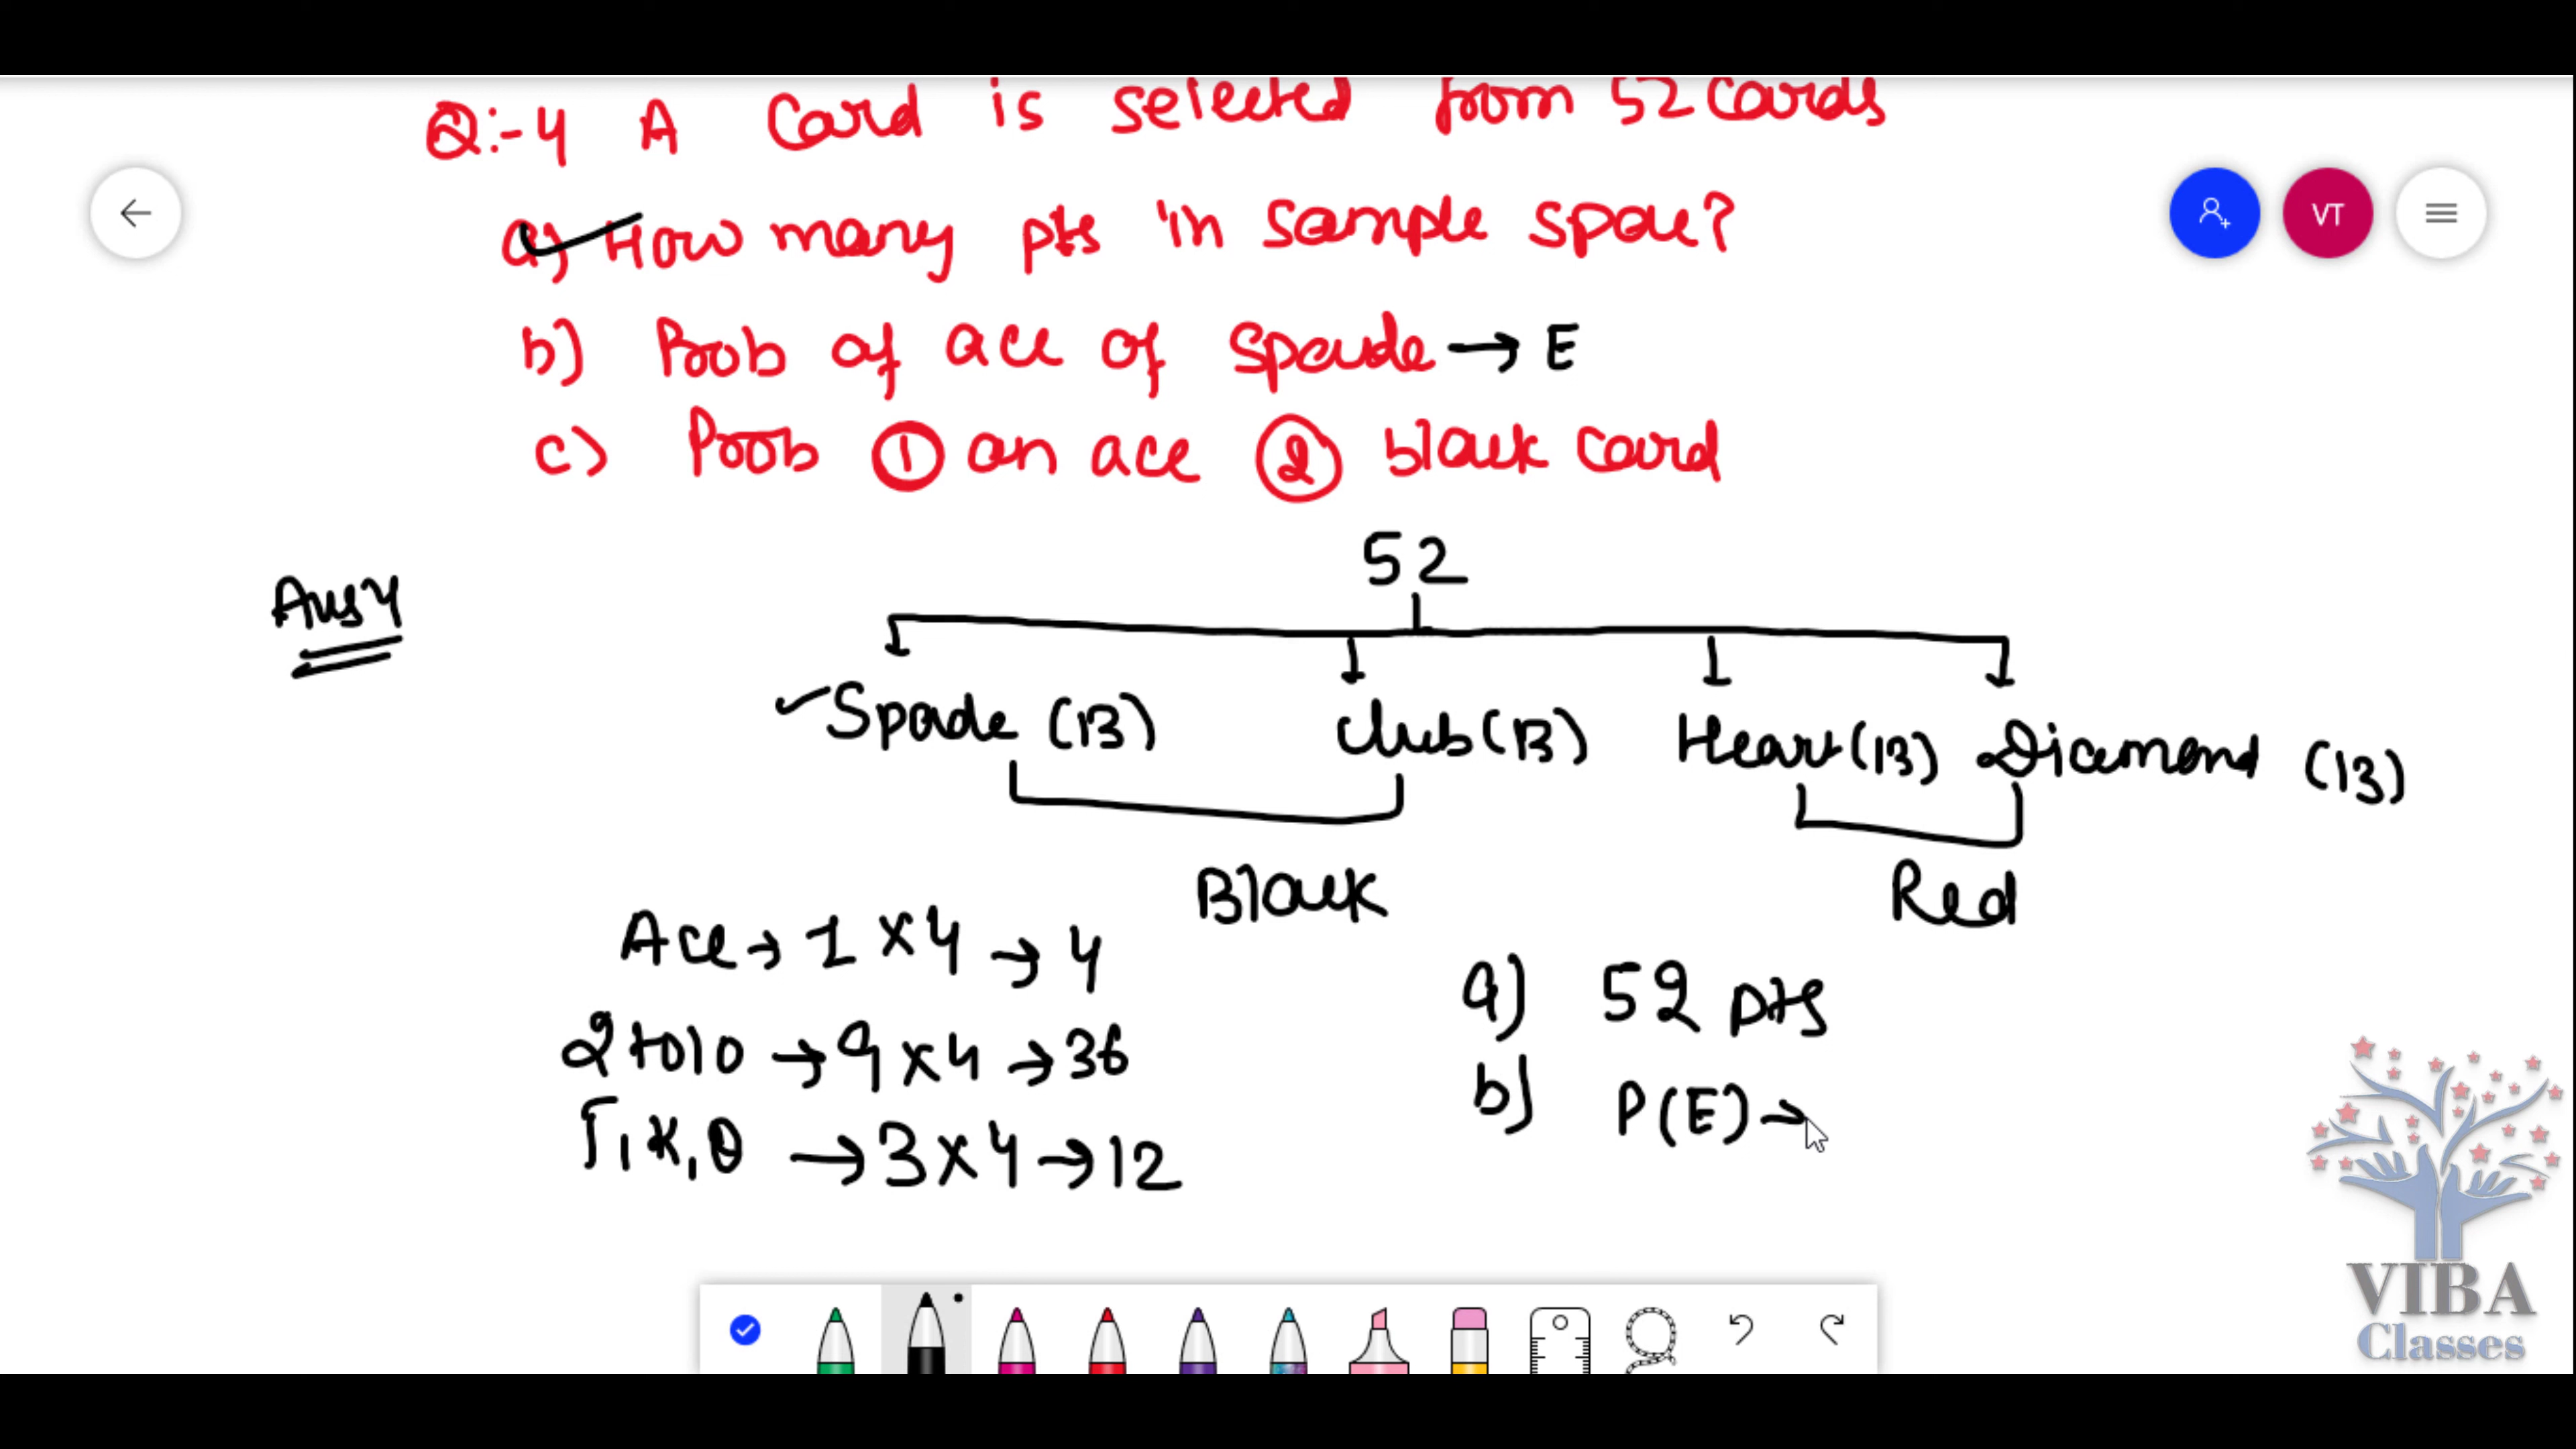 Q:-4 A Card is selected from 52 cards
a) How many pts in sample space?
VT
b) Prob of ace of spade → E
c) Prob ① an ace ② black card
52
Ans 4
Spade (13) Club (13) Heart (13) Diamond (13)
Black Red
Ace → 1 × 4 → 4
2 to 10 → 9 × 4 → 36
J, K, Q → 3 × 4 → 12
a) 52 pts
b) P(E) →
VIBA
Classes